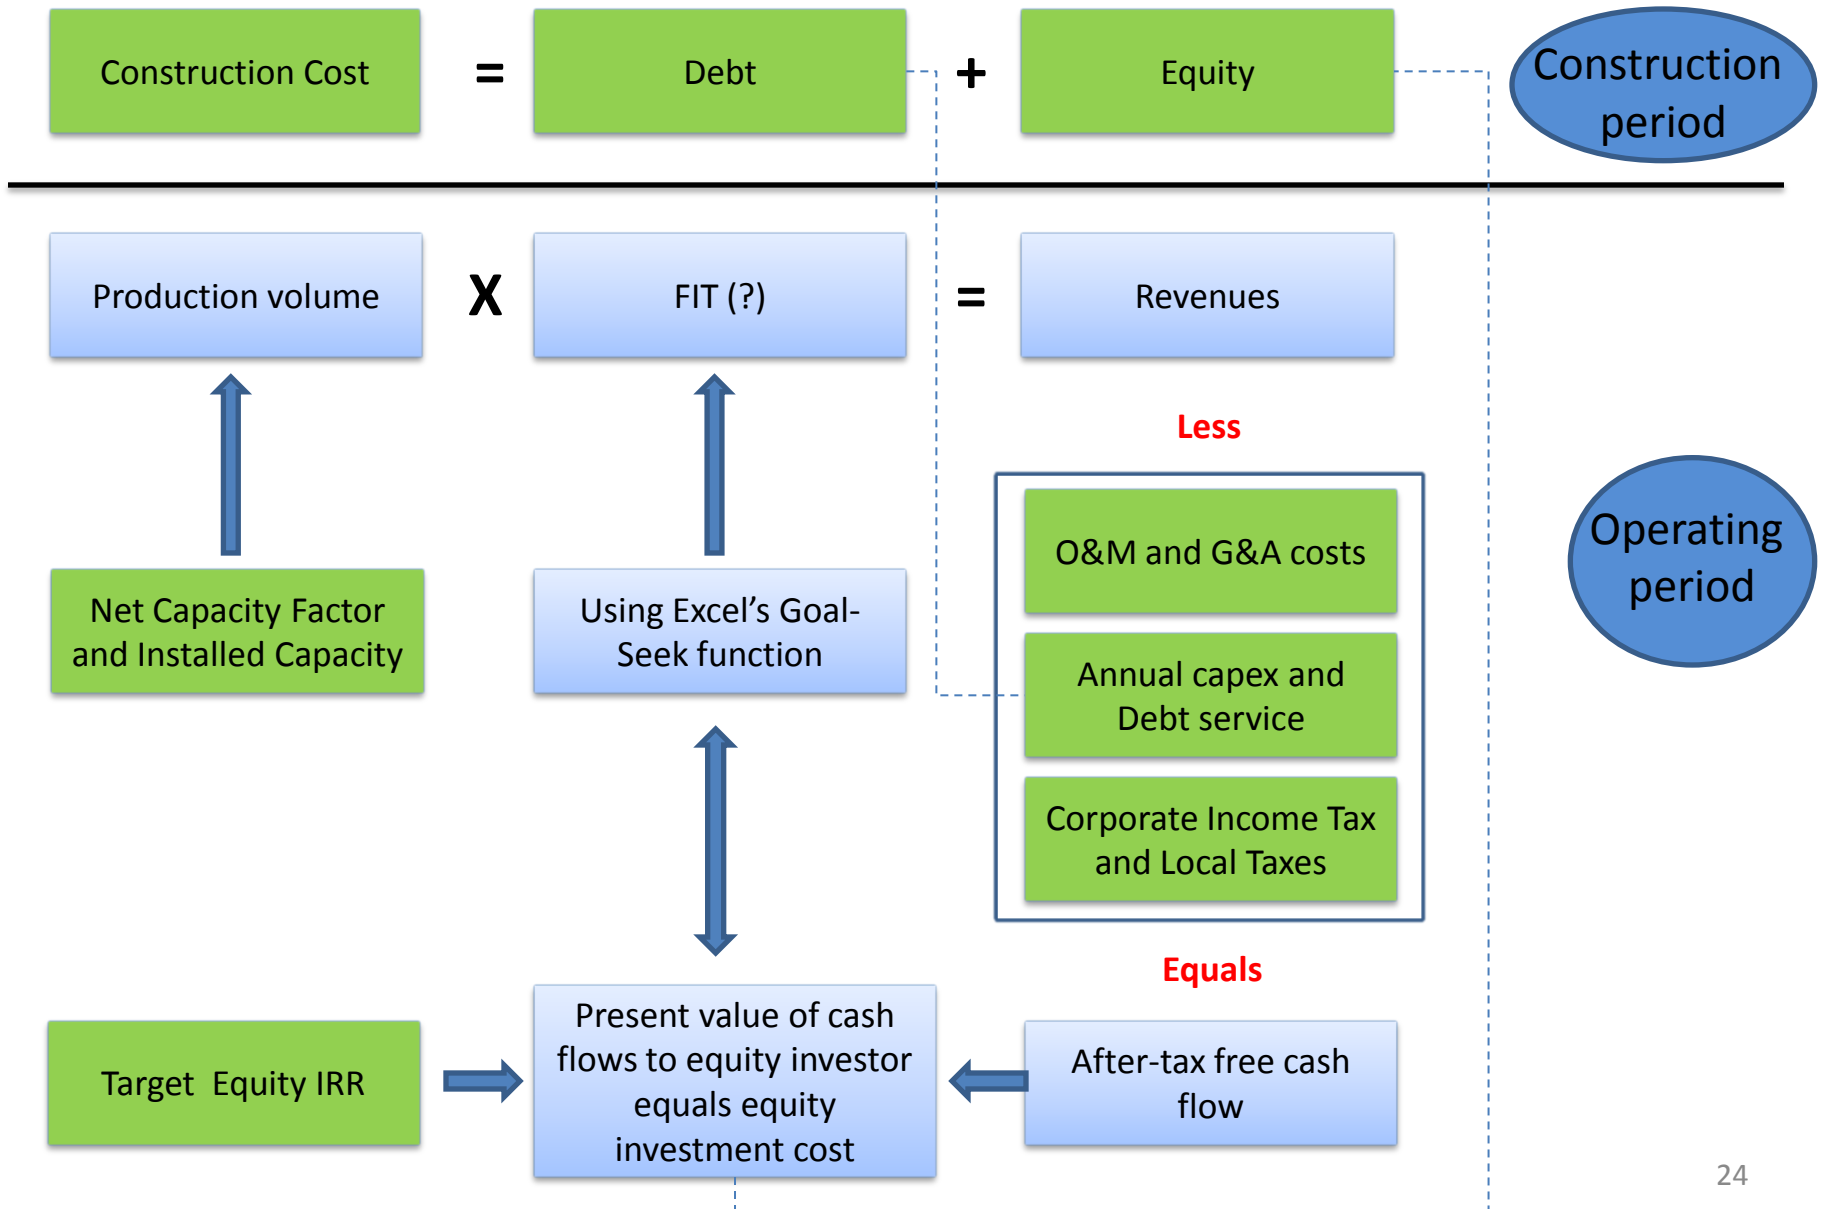 Construction Cost
=
Debt
+
Equity
Construction
period
Production volume
X
FIT (?)
=
Revenues
Less
Net Capacity Factor
and Installed Capacity
Using Excel’s Goal-
Seek function
O&M and G&A costs
Annual capex and
Debt service
Corporate Income Tax
and Local Taxes
Operating
period
Equals
Target  Equity IRR
Present value of cash
flows to equity investor
equals equity
investment cost
After-tax free cash
flow
24